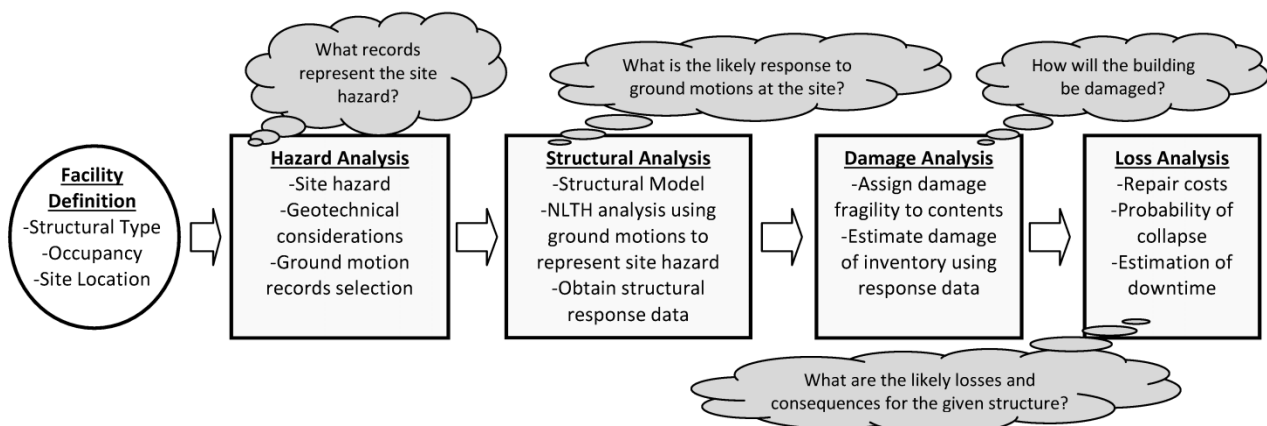 What records
represent the site
hazard?
What is the likely response to
ground motions at the site?
How will the building
be damaged?
Facility
Definition
-Structural Type
-Occupancy
-Site Location
Hazard Analysis
-Site hazard
-Geotechnical
considerations
-Ground motion
records selection
Structural Analysis
-Structural Model
-NLTH analysis using
ground motions to
represent site hazard
-Obtain structural
response data
Damage Analysis
-Assign damage
fragility to contents
-Estimate damage
of inventory using
response data
Loss Analysis
-Repair costs
-Probability of
collapse
-Estimation of
downtime
What are the likely losses and
consequences for the given structure?